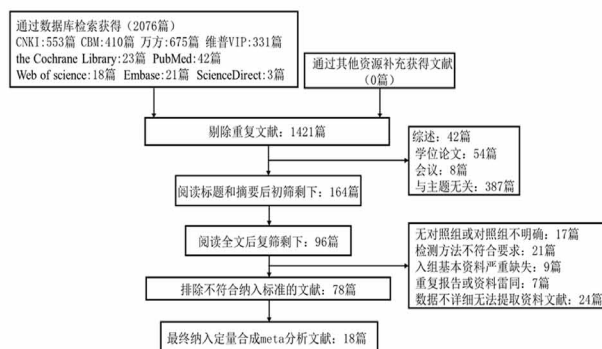 通过数据库检索获得（2076篇）
CNKI:553篇 CBM:410篇 万方:675篇 维普VIP:331篇
the Cochrane Library:23篇 PubMed:42篇
Web of science:18篇 Embase:21篇 ScienceDirect:3篇
通过其他资源补充获得文献
（0篇）
剔除重复文献：1421篇
综述：42篇
学位论文：54篇
会议：8篇
与主题无关：387篇
阅读标题和摘要后初筛剩下：164篇
阅读全文后复筛剩下：96篇
无对照组或对照组不明确：17篇
检测方法不符合要求：21篇
入组基本资料严重缺失：9篇
重复报告或资料雷同：7篇
数据不详细无法提取资料文献：24篇
排除不符合纳入标准的文献：78篇
最终纳入定量合成meta分析文献：18篇